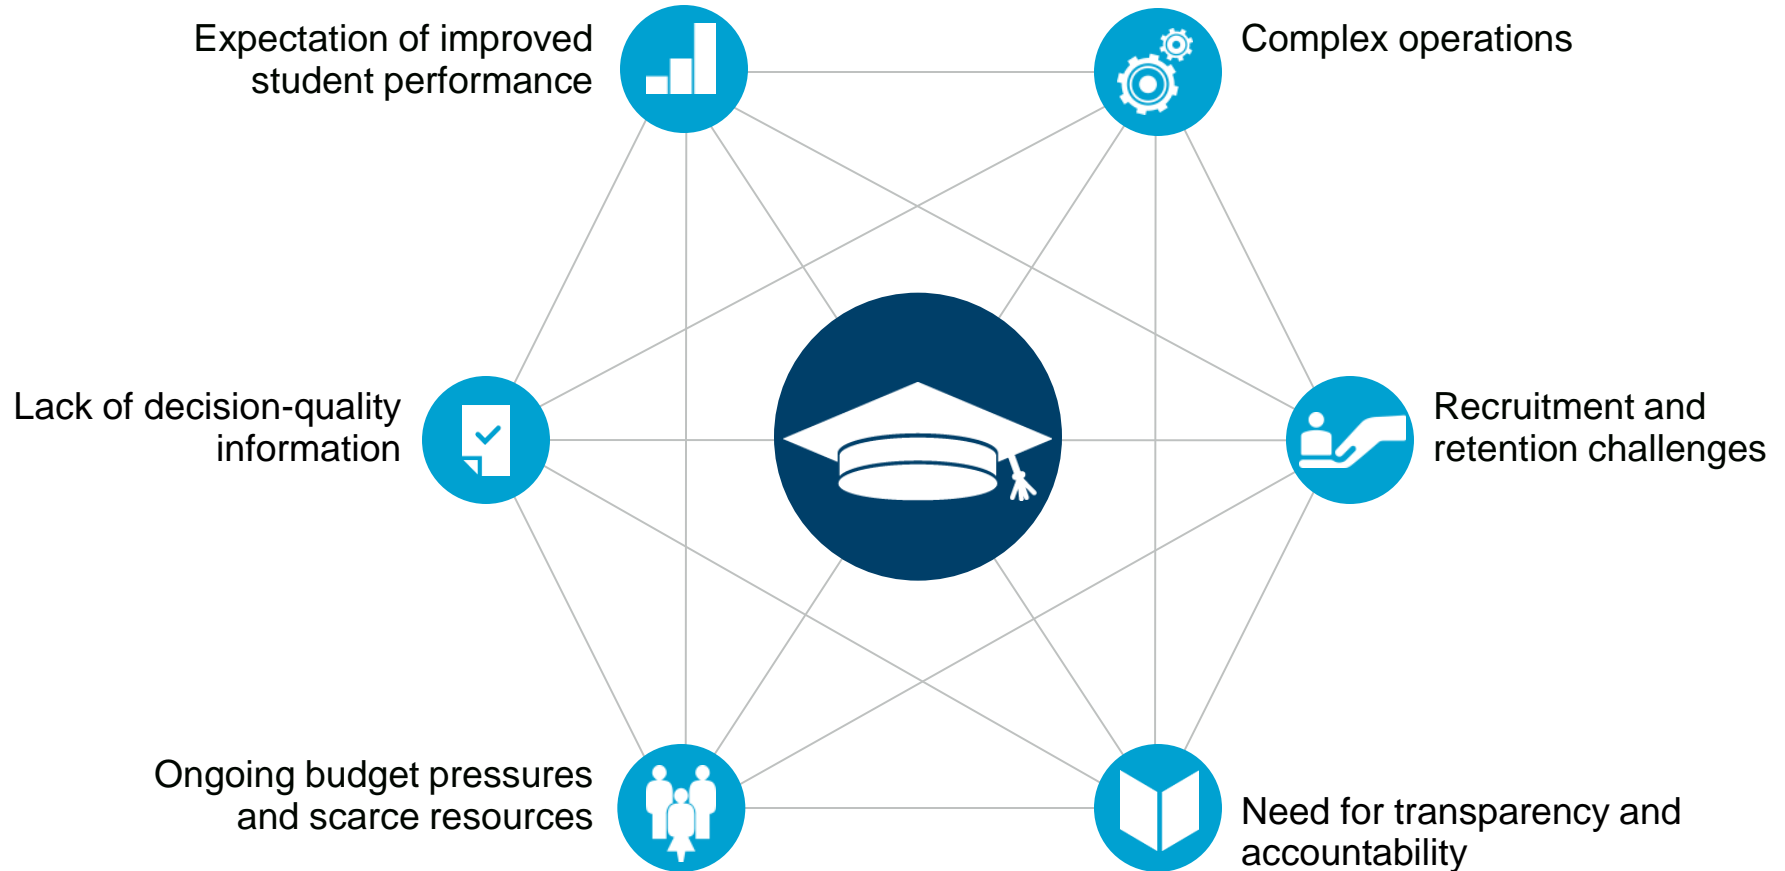 Expectation of improved
student performance
Complex operations
Lack of decision-quality
information
Recruitment and
retention challenges
Ongoing budget pressures
and scarce resources
Need for transparency and
accountability